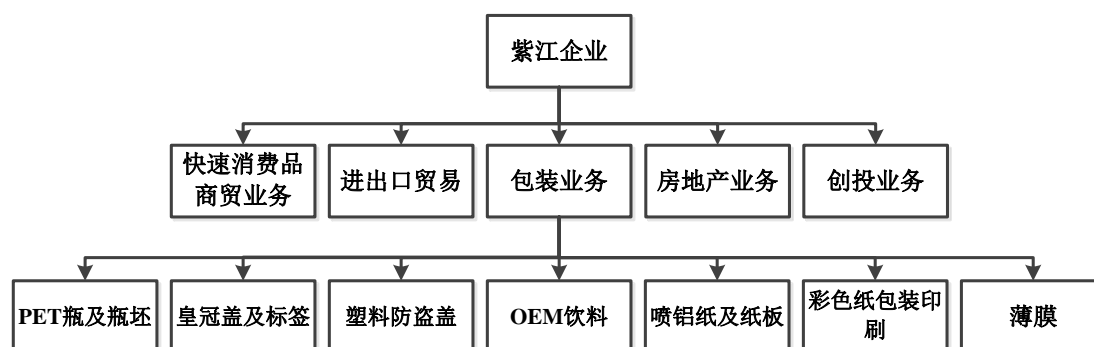 紫江企业
快速消费品
商贸业务
进出口贸易
包装业务
房地产业务
创投业务
PET瓶及瓶坯
皇冠盖及标签
塑料防盗盖
OEM饮料
喷铝纸及纸板
彩色纸包装印
刷
薄膜